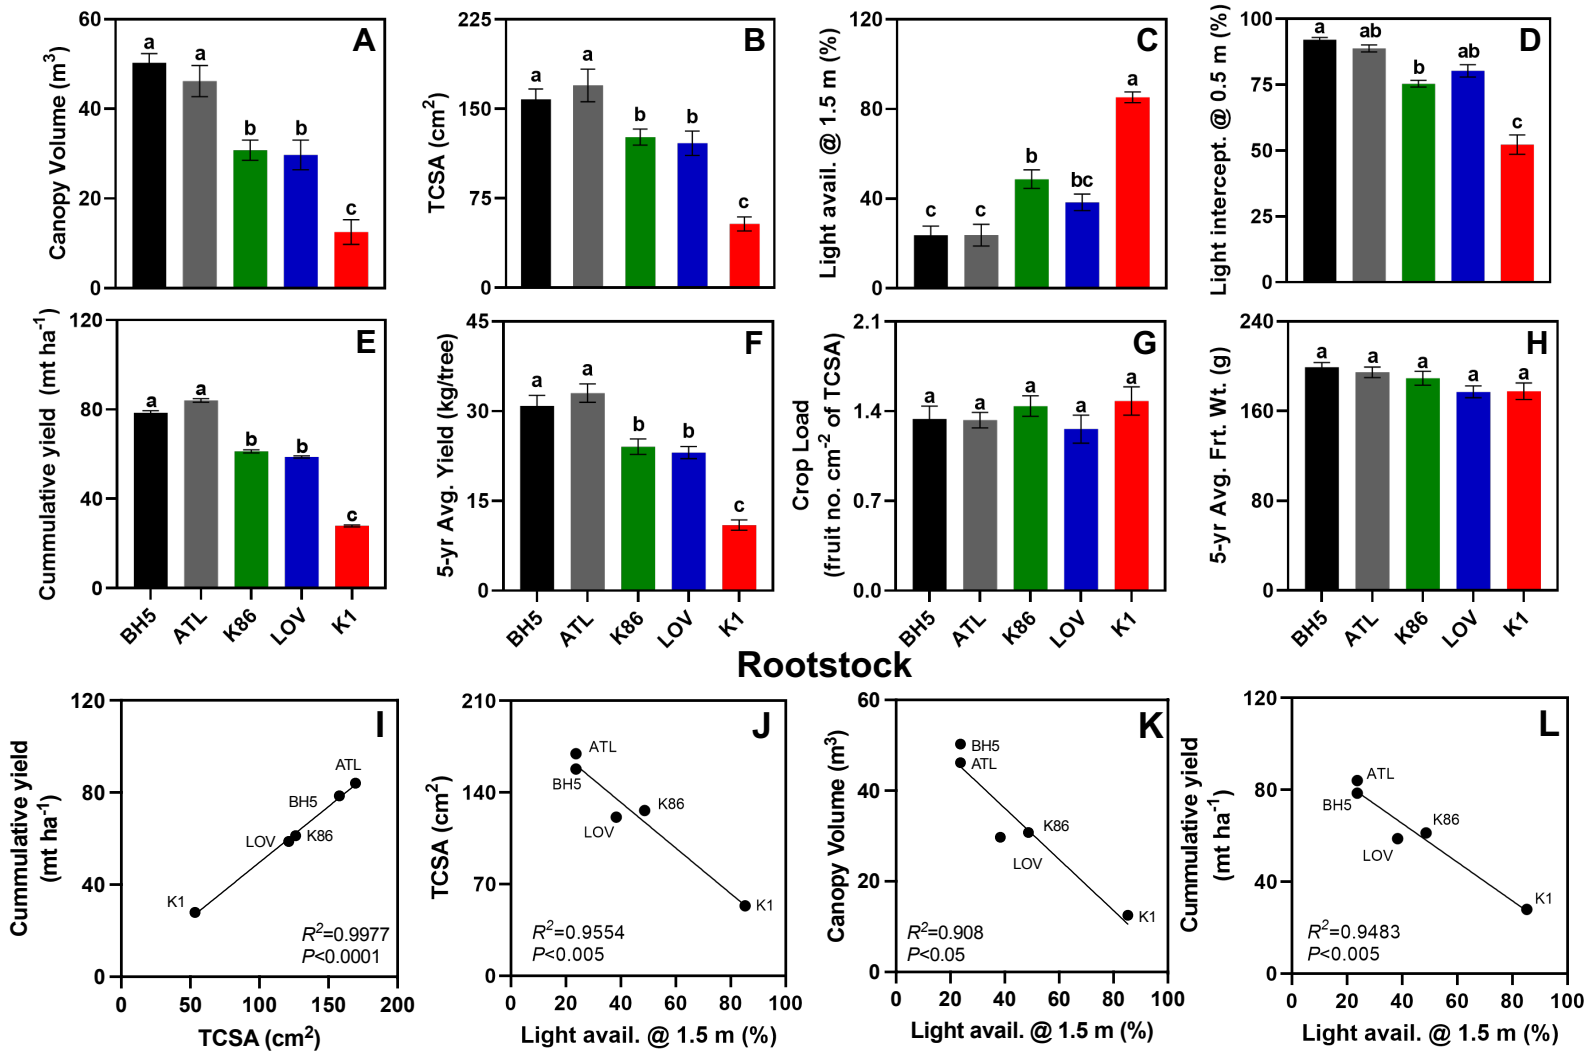 A
Canopy Volume (m³)
60
40
20
0
a
a
b
b
c
B
TCSA (cm²)
225
150
75
0
a
a
b
b
c
C
Light avail. @ 1.5 m (%)
120
80
40
0
c
c
b
bc
a
D
Light intercept. @ 0.5 m (%)
100
75
50
25
0
a
ab
b
ab
c
E
Cummulative yield (mt ha⁻¹)
120
80
40
0
a
a
b
b
c
BH5
ATL
K86
LOV
K1
F
5-yr Avg. Yield (kg/tree)
45
30
15
0
a
a
b
b
c
BH5
ATL
K86
LOV
K1
G
Crop Load
(fruit no. cm⁻² of TCSA)
2.1
1.4
0.7
0.0
a
a
a
a
a
BH5
ATL
K86
LOV
K1
H
5-yr Avg. Frt. Wt. (g)
240
160
80
0
a
a
a
a
a
BH5
ATL
K86
LOV
K1
Rootstock
I
Cummulative yield
(mt ha⁻¹)
120
80
40
0
ATL
BH5
LOV
K86
K1
R²=0.9977
P<0.0001
0 50 100 150 200
TCSA (cm²)
J
TCSA (cm²)
210
140
70
0
ATL
BH5
K86
LOV
K1
R²=0.9554
P<0.005
0 20 40 60 80 100
Light avail. @ 1.5 m (%)
K
Canopy Volume (m³)
60
40
20
0
BH5
ATL
K86
LOV
K1
R²=0.908
P<0.05
0 20 40 60 80 100
Light avail. @ 1.5 m (%)
L
Cummulative yield
(mt ha⁻¹)
120
80
40
0
ATL
BH5
K86
LOV
K1
R²=0.9483
P<0.005
0 20 40 60 80 100
Light avail. @ 1.5 m (%)